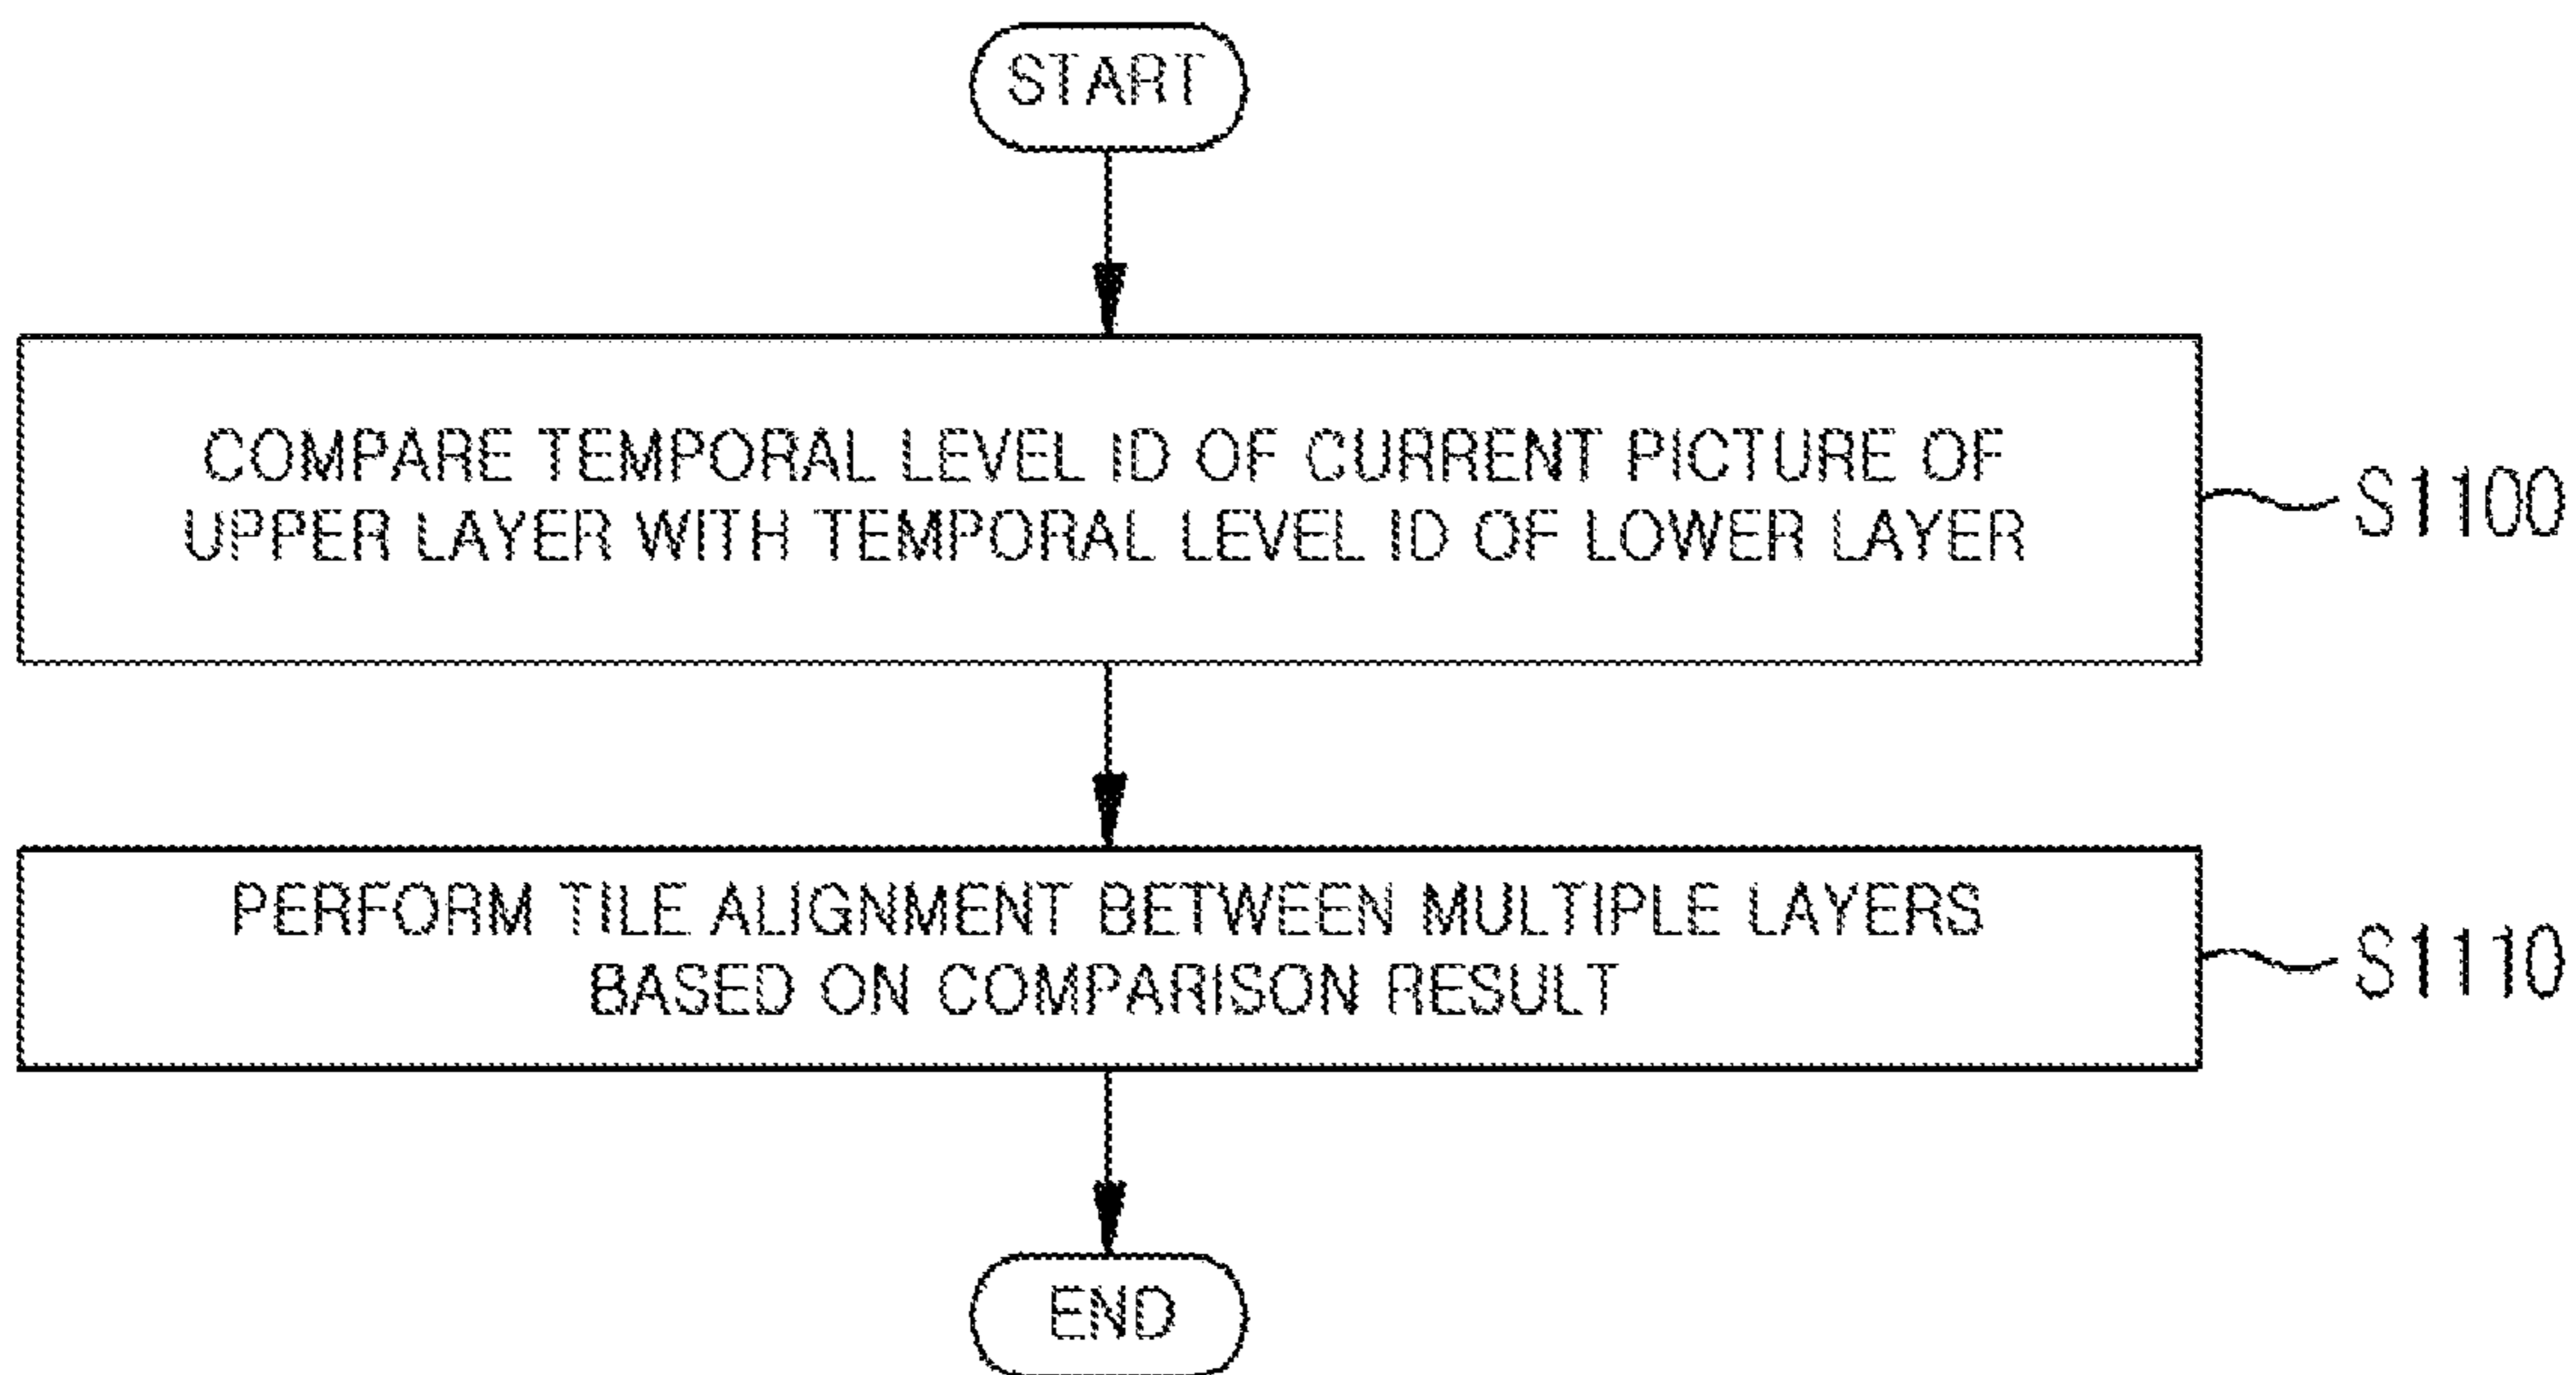 START
COMPARE TEMPORAL LEVEL ID OF CURRENT PICTURE OF
UPPER LAYER WITH TEMPORAL LEVEL ID OF LOWER LAYER
S1100
PERFORM TILE ALIGNMENT BETWEEN MULTIPLE LAYERS
BASED ON COMPARISON RESULT
S1110
END